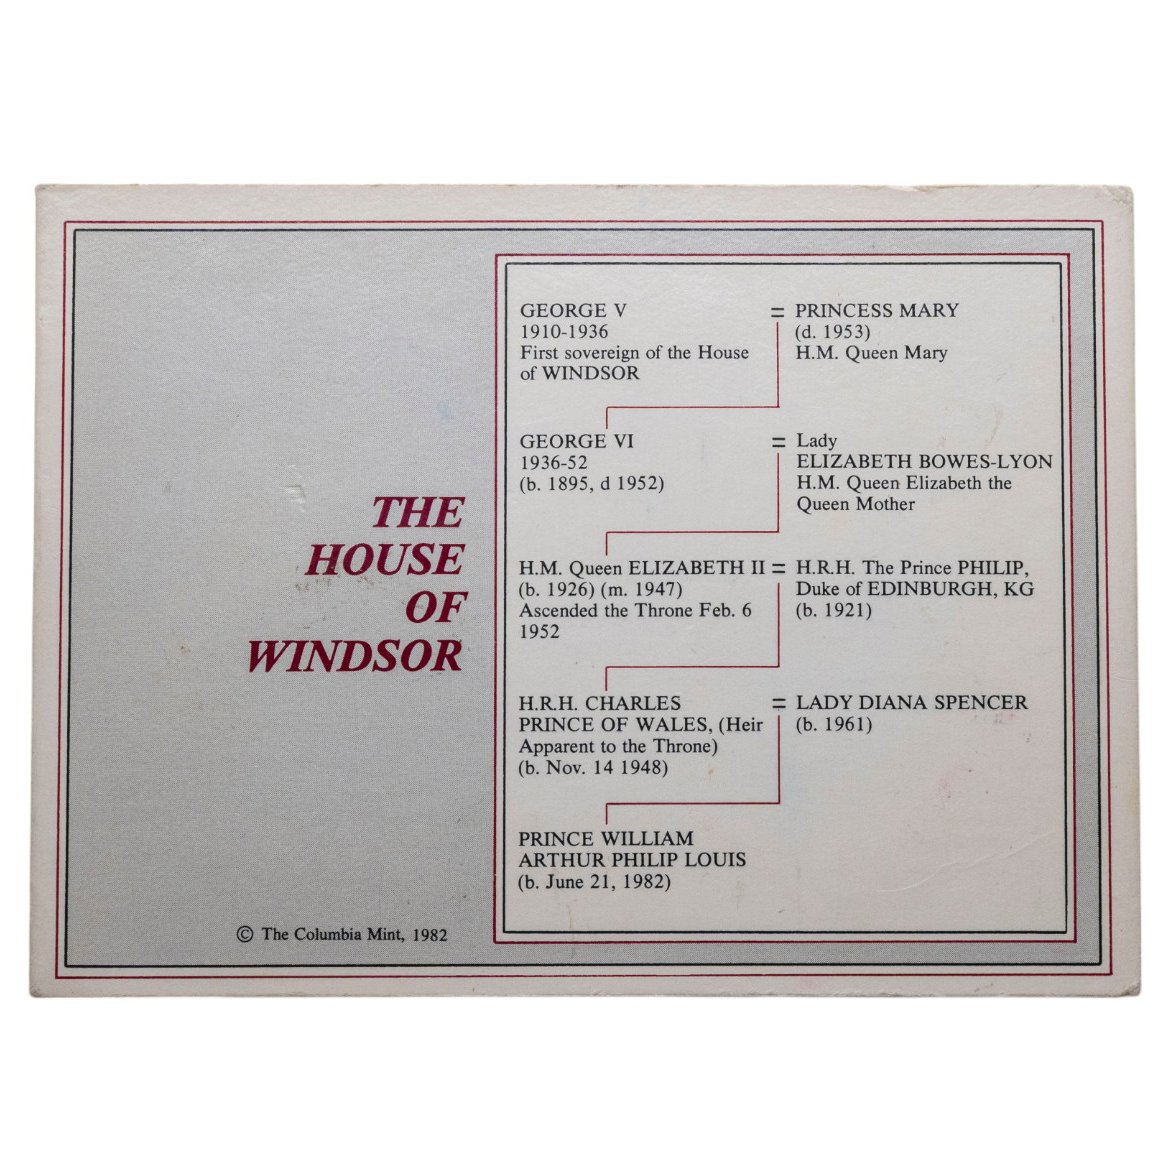 THE
HOUSE
OF
WINDSOR
© The Columbia Mint, 1982
GEORGE V
1910-1936
First sovereign of the House
of WINDSOR
= PRINCESS MARY
(d. 1953)
H.M. Queen Mary
GEORGE VI
1936-52
(b. 1895, d 1952)
= Lady
ELIZABETH BOWES-LYON
H.M. Queen Elizabeth the
Queen Mother
H.M. Queen ELIZABETH II
(b. 1926) (m. 1947)
Ascended the Throne Feb. 6
1952
= H.R.H. The Prince PHILIP,
Duke of EDINBURGH, KG
(b. 1921)
H.R.H. CHARLES
PRINCE OF WALES, (Heir
Apparent to the Throne)
(b. Nov. 14 1948)
= LADY DIANA SPENCER
(b. 1961)
PRINCE WILLIAM
ARTHUR PHILIP LOUIS
(b. June 21, 1982)